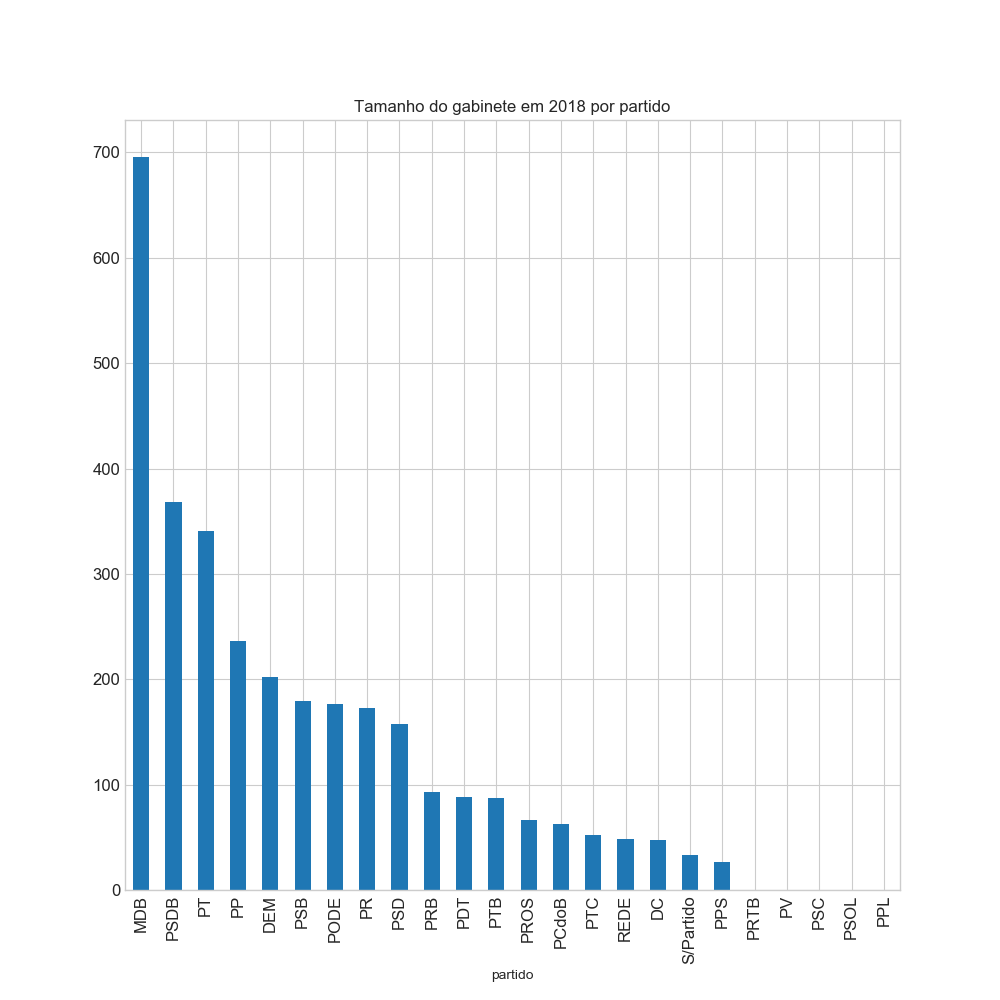 Tamanho do gabinete em 2018 por partido
700
600
500
400
300
200
100
0
MDB
PSDB
PT
PP
DEM
PSB
PODE
PR
PSD
PRB
PDT
PTB
PROS
PCdoB
PTC
REDE
DC
S/Partido
PPS
PRTB
PV
PSC
PSOL
PPL
partido